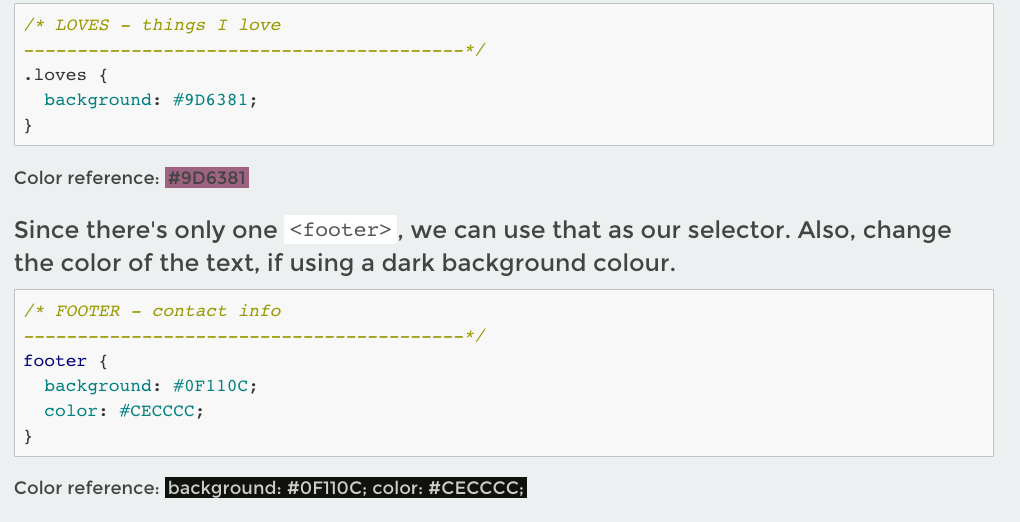 /* LOVES - things I love
-----------------------------------------*/
.loves {
  background: #9D6381;
}
Color reference: #9D6381
Since there's only one <footer>, we can use that as our selector. Also, change
the color of the text, if using a dark background colour.
/* FOOTER - contact info
-----------------------------------------*/
footer {
  background: #0F110C;
  color: #CECCCC;
}
Color reference: background: #0F110C; color: #CECCCC;